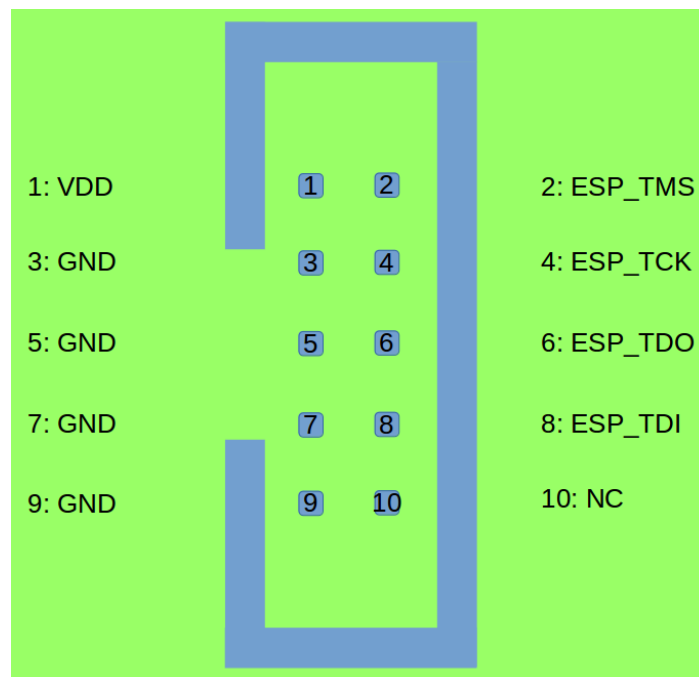 1: VDD 1 2 2: ESP_TMS
3: GND 3 4 4: ESP_TCK
5: GND 5 6 6: ESP_TDO
7: GND 7 8 8: ESP_TDI
9: GND 9 10 10: NC